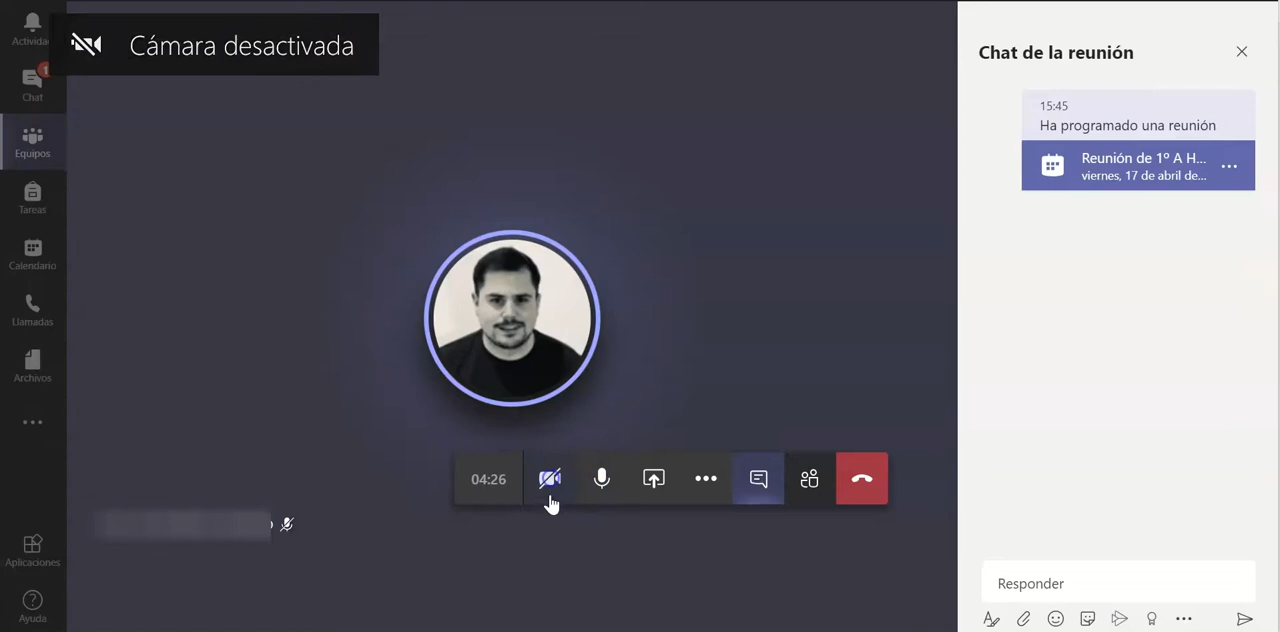 Actividad
Cámara desactivada
1
Chat
Equipos
Tareas
Calendario
Llamadas
Archivos
Aplicaciones
Ayuda
04:26
Chat de la reunión
15:45
Ha programado una reunión
Reunión de 1º A H...
viernes, 17 de abril de...
Responder